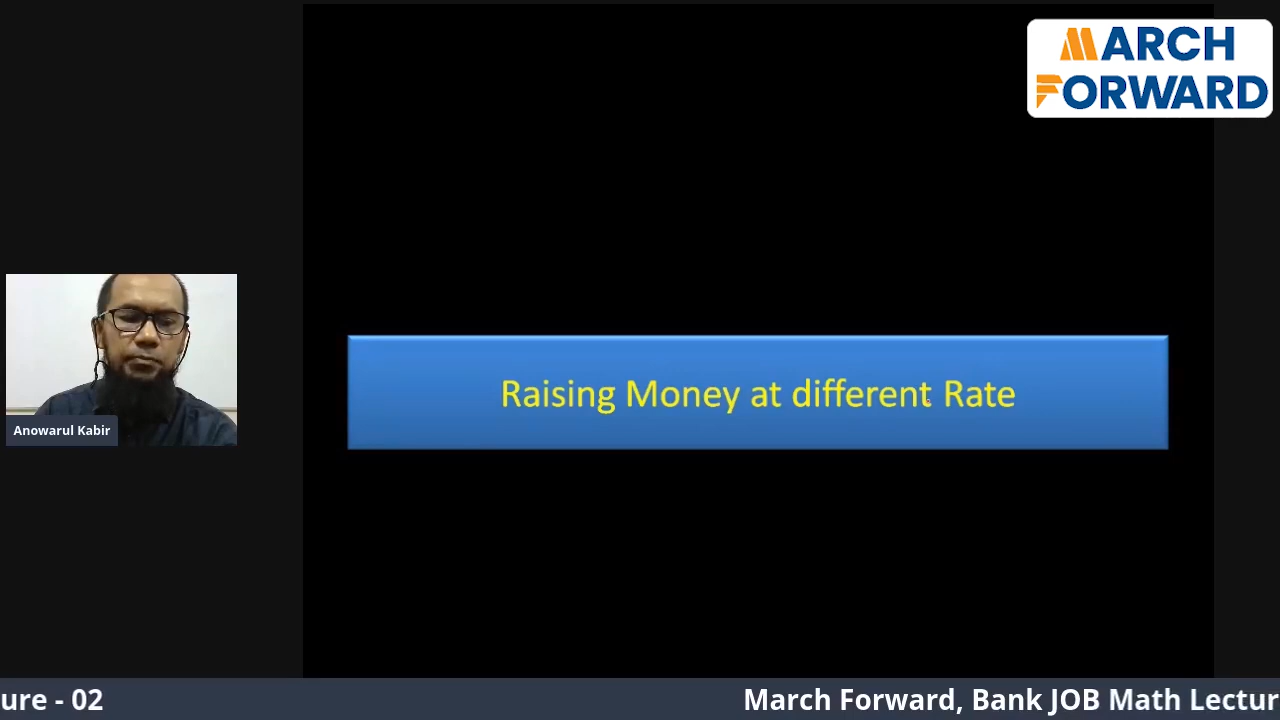 MARCH
FORWARD
Raising Money at different Rate
Anowarul Kabir
ure - 02
March Forward, Bank JOB Math Lectur